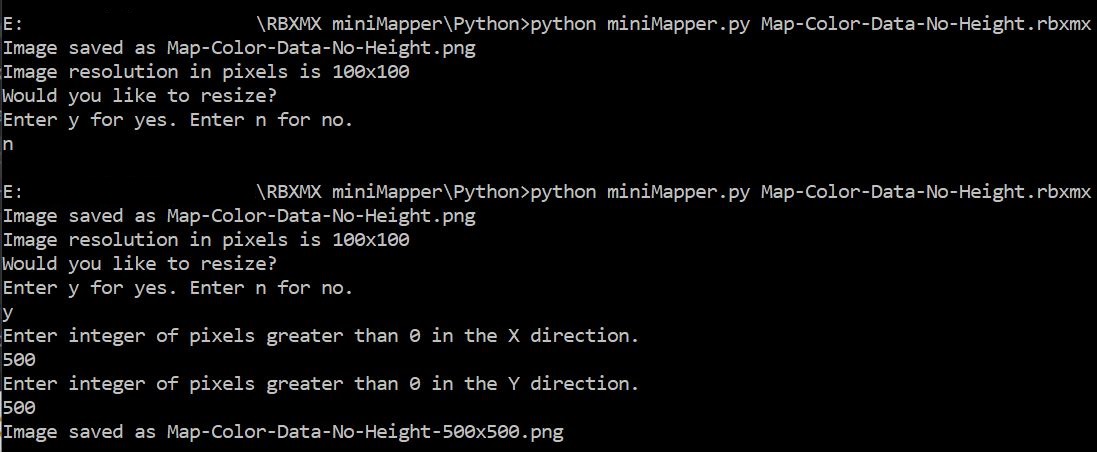 E: \RBXMX miniMapper\Python>python miniMapper.py Map-Color-Data-No-Height.rbxmx
Image saved as Map-Color-Data-No-Height.png
Image resolution in pixels is 100x100
Would you like to resize?
Enter y for yes. Enter n for no.
n
E: \RBXMX miniMapper\Python>python miniMapper.py Map-Color-Data-No-Height.rbxmx
Image saved as Map-Color-Data-No-Height.png
Image resolution in pixels is 100x100
Would you like to resize?
Enter y for yes. Enter n for no.
y
Enter integer of pixels greater than 0 in the X direction.
500
Enter integer of pixels greater than 0 in the Y direction.
500
Image saved as Map-Color-Data-No-Height-500x500.png